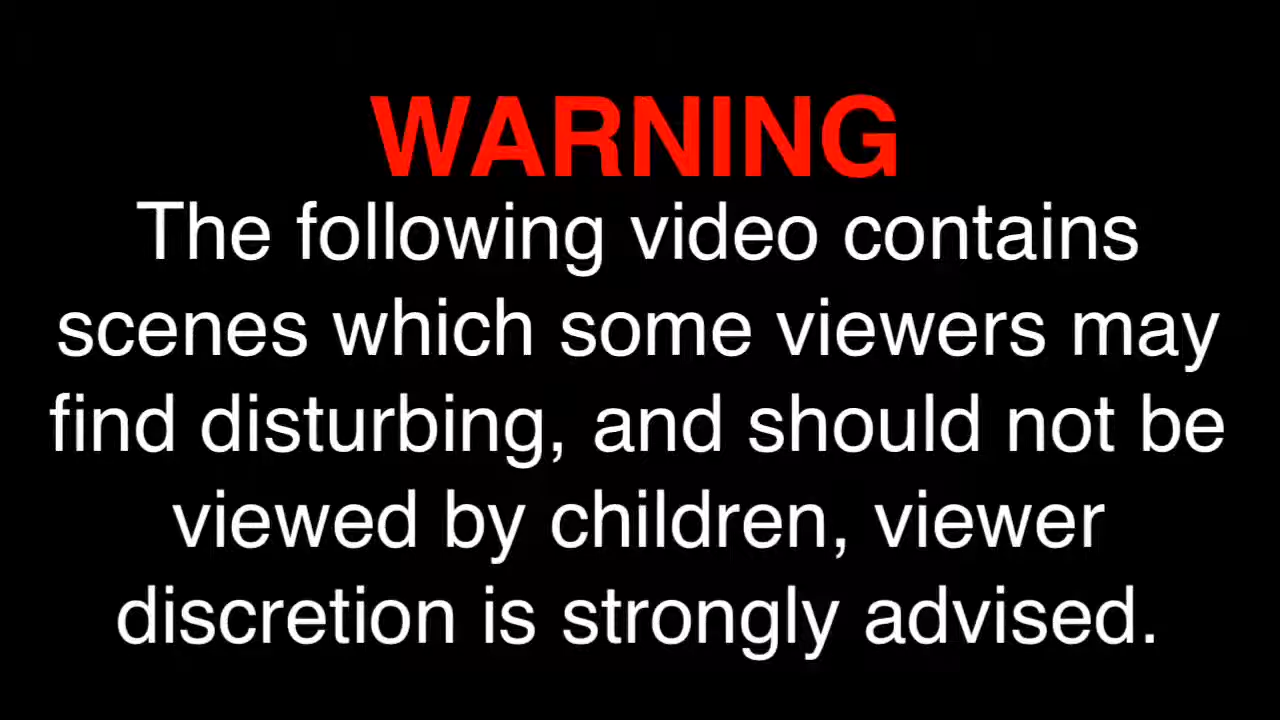 WARNING
The following video contains
scenes which some viewers may
find disturbing, and should not be
viewed by children, viewer
discretion is strongly advised.